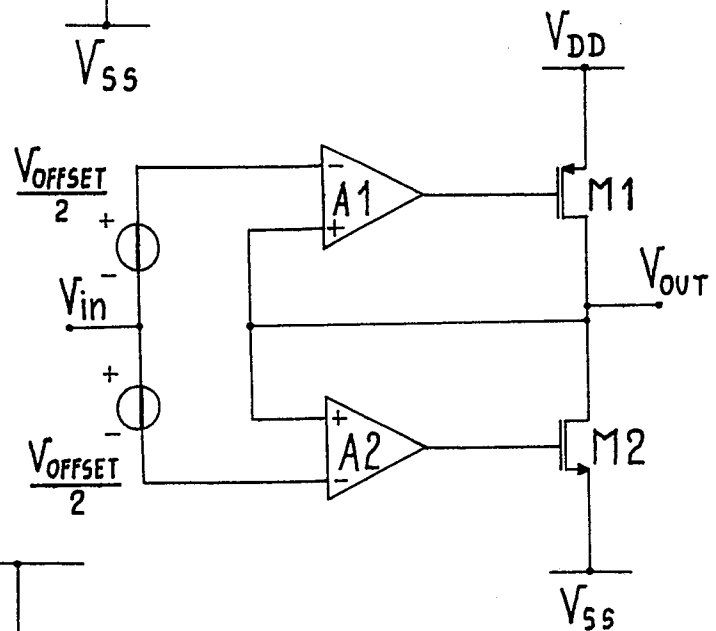 VSS
VDD
VOFFSET
2
+
-
-
A1
+
M1
Vin
VOUT
+
-
VOFFSET
2
+
A2
-
M2
VSS